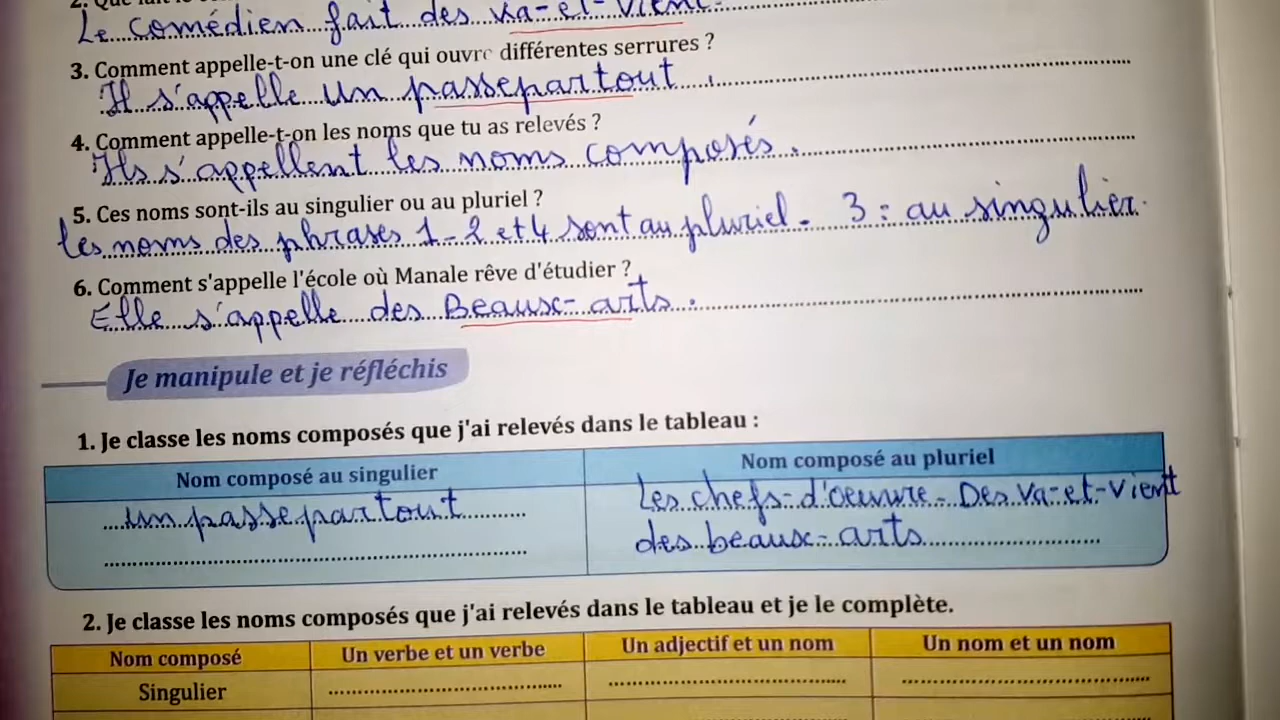 2. Que fait le
Le comédien fait des va-et-vient.
3. Comment appelle-t-on une clé qui ouvre différentes serrures ?
Il s'appelle un passepartout.
4. Comment appelle-t-on les noms que tu as relevés ?
Ils s'appellent les noms composés.
5. Ces noms sont-ils au singulier ou au pluriel ?
les noms des phrases 1-2 et 4 sont au pluriel - 3 : au singulier.
6. Comment s'appelle l'école où Manale rêve d'étudier ?
Elle s'appelle des Beaux-arts.
Je manipule et je réfléchis
1. Je classe les noms composés que j'ai relevés dans le tableau :
Nom composé au singulier Nom composé au pluriel
un passepartout Les chefs-d'oeuvre - Des va-et-vient
des beaux-arts
2. Je classe les noms composés que j'ai relevés dans le tableau et je le complète.
Nom composé Un verbe et un verbe Un adjectif et un nom Un nom et un nom
Singulier